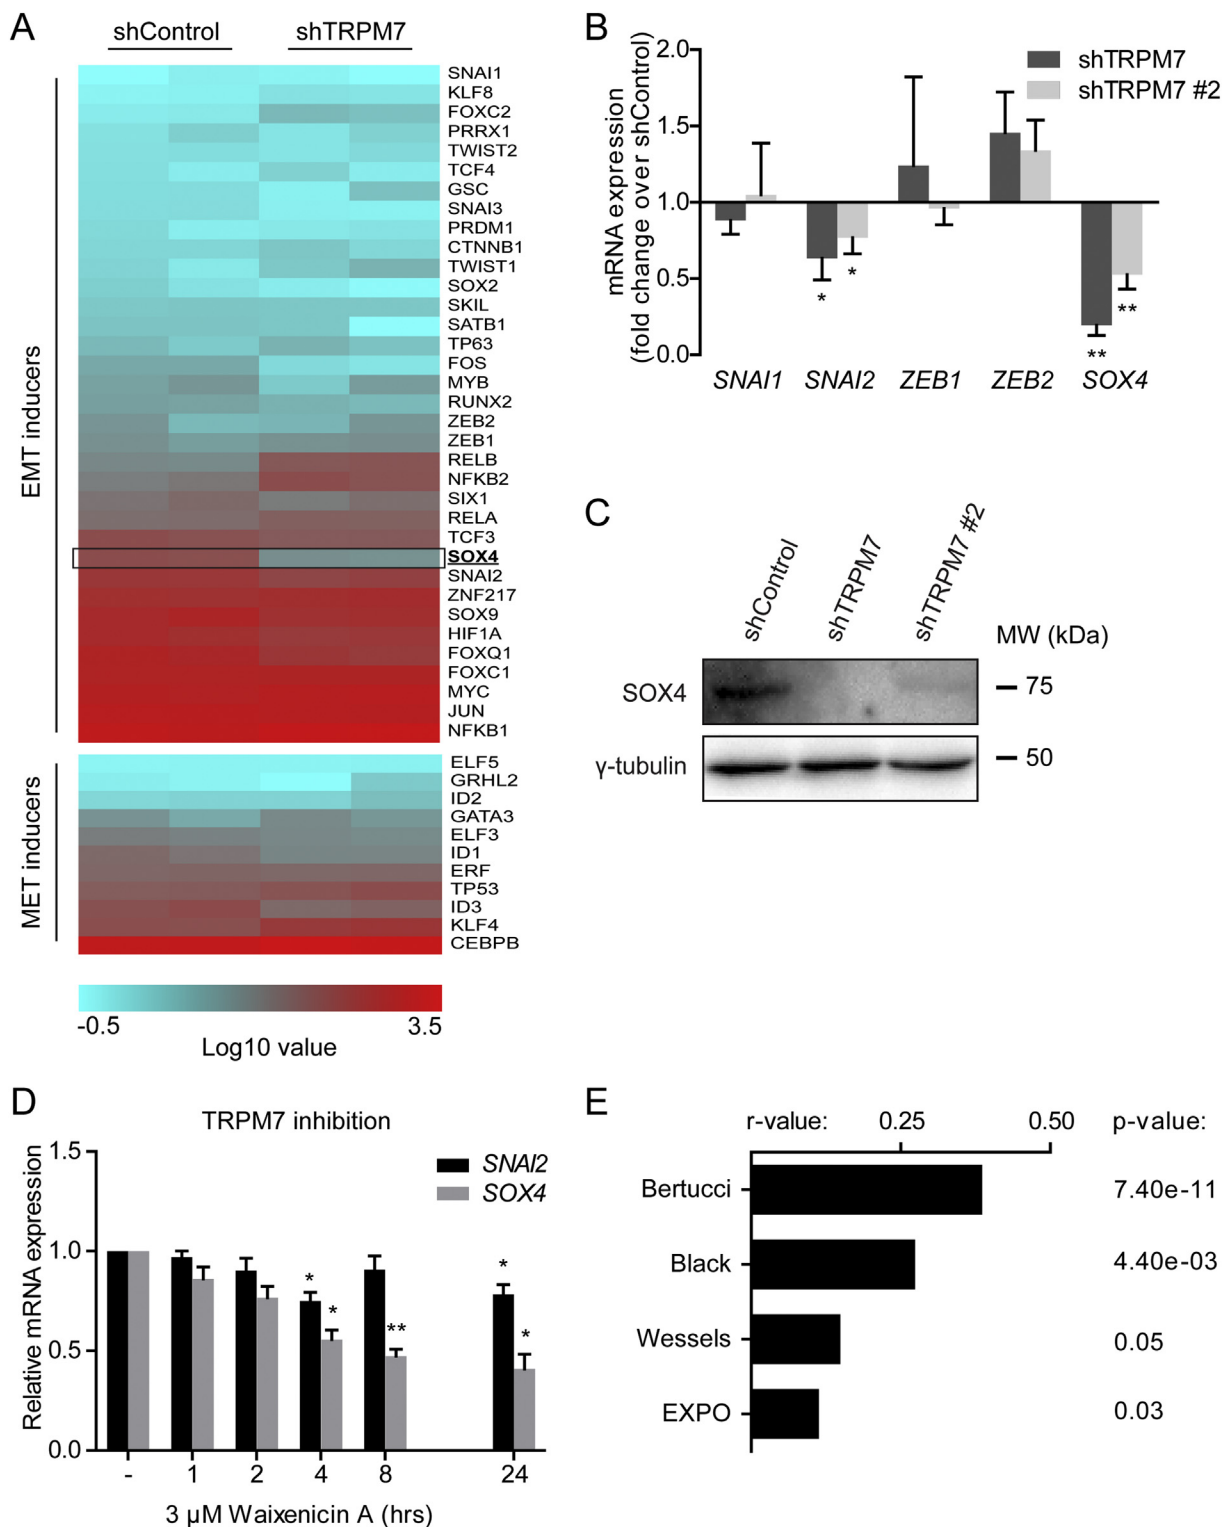 A
shControl
shTRPM7
EMT inducers
SNAI1
KLF8
FOXC2
PRRX1
TWIST2
TCF4
GSC
SNAI3
PRDM1
CTNNB1
TWIST1
SOX2
SKIL
SATB1
TP63
FOS
MYB
RUNX2
ZEB2
ZEB1
RELB
NFKB2
SIX1
RELA
TCF3
SOX4
SNAI2
ZNF217
SOX9
HIF1A
FOXQ1
FOXC1
MYC
JUN
NFKB1
MET inducers
ELF5
GRHL2
ID2
GATA3
ELF3
ID1
ERF
TP53
ID3
KLF4
CEBPB
-0.5
3.5
Log10 value
B
mRNA expression
(fold change over shControl)
2.0
1.5
1.0
0.5
0.0
shTRPM7
shTRPM7 #2
*
*
**
**
SNAI1
SNAI2
ZEB1
ZEB2
SOX4
C
shControl
shTRPM7
shTRPM7 #2
MW (kDa)
SOX4
75
γ-tubulin
50
D
TRPM7 inhibition
Relative mRNA expression
1.5
1.0
0.5
0.0
SNAI2
SOX4
*
*
**
*
*
-
1
2
4
8
24
3 µM Waixenicin A (hrs)
E
r-value:
0.25
0.50
p-value:
Bertucci
7.40e-11
Black
4.40e-03
Wessels
0.05
EXPO
0.03